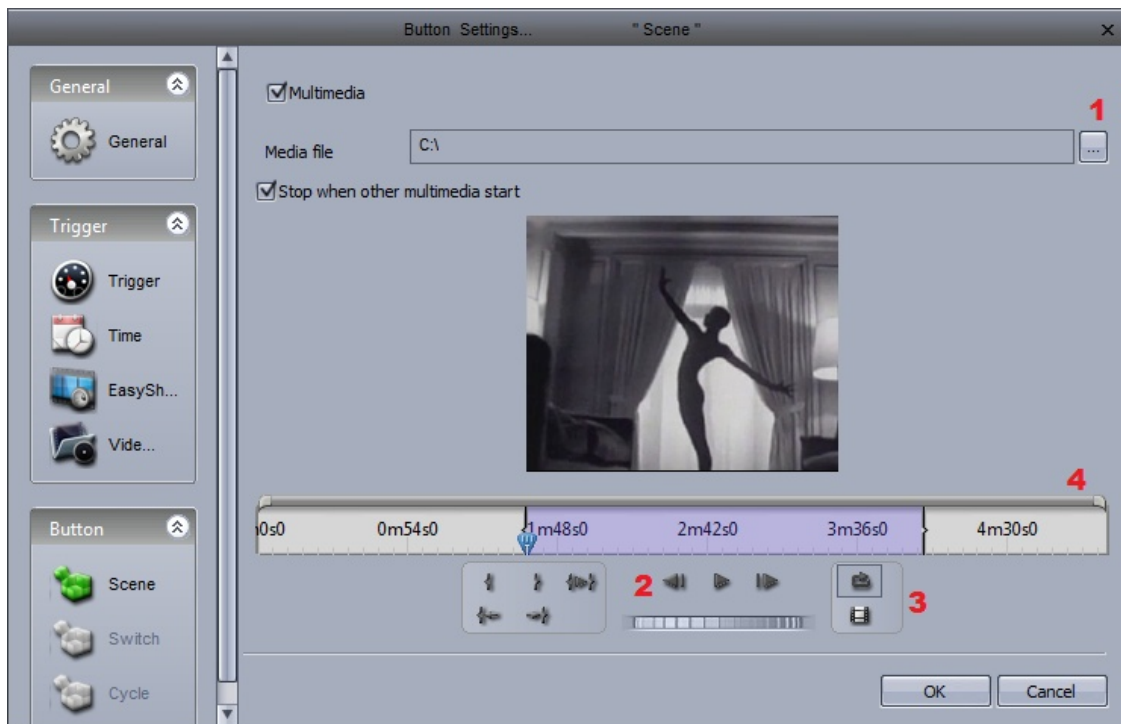 Button Settings... " Scene "
General
General
Trigger
Trigger
Time
EasySh...
Vide...
Button
Scene
Switch
Cycle
Multimedia
1
Media file C:\ ...
Stop when other multimedia start
4
0s0 0m54s0 1m48s0 2m42s0 3m36s0 4m30s0
2
3
OK Cancel